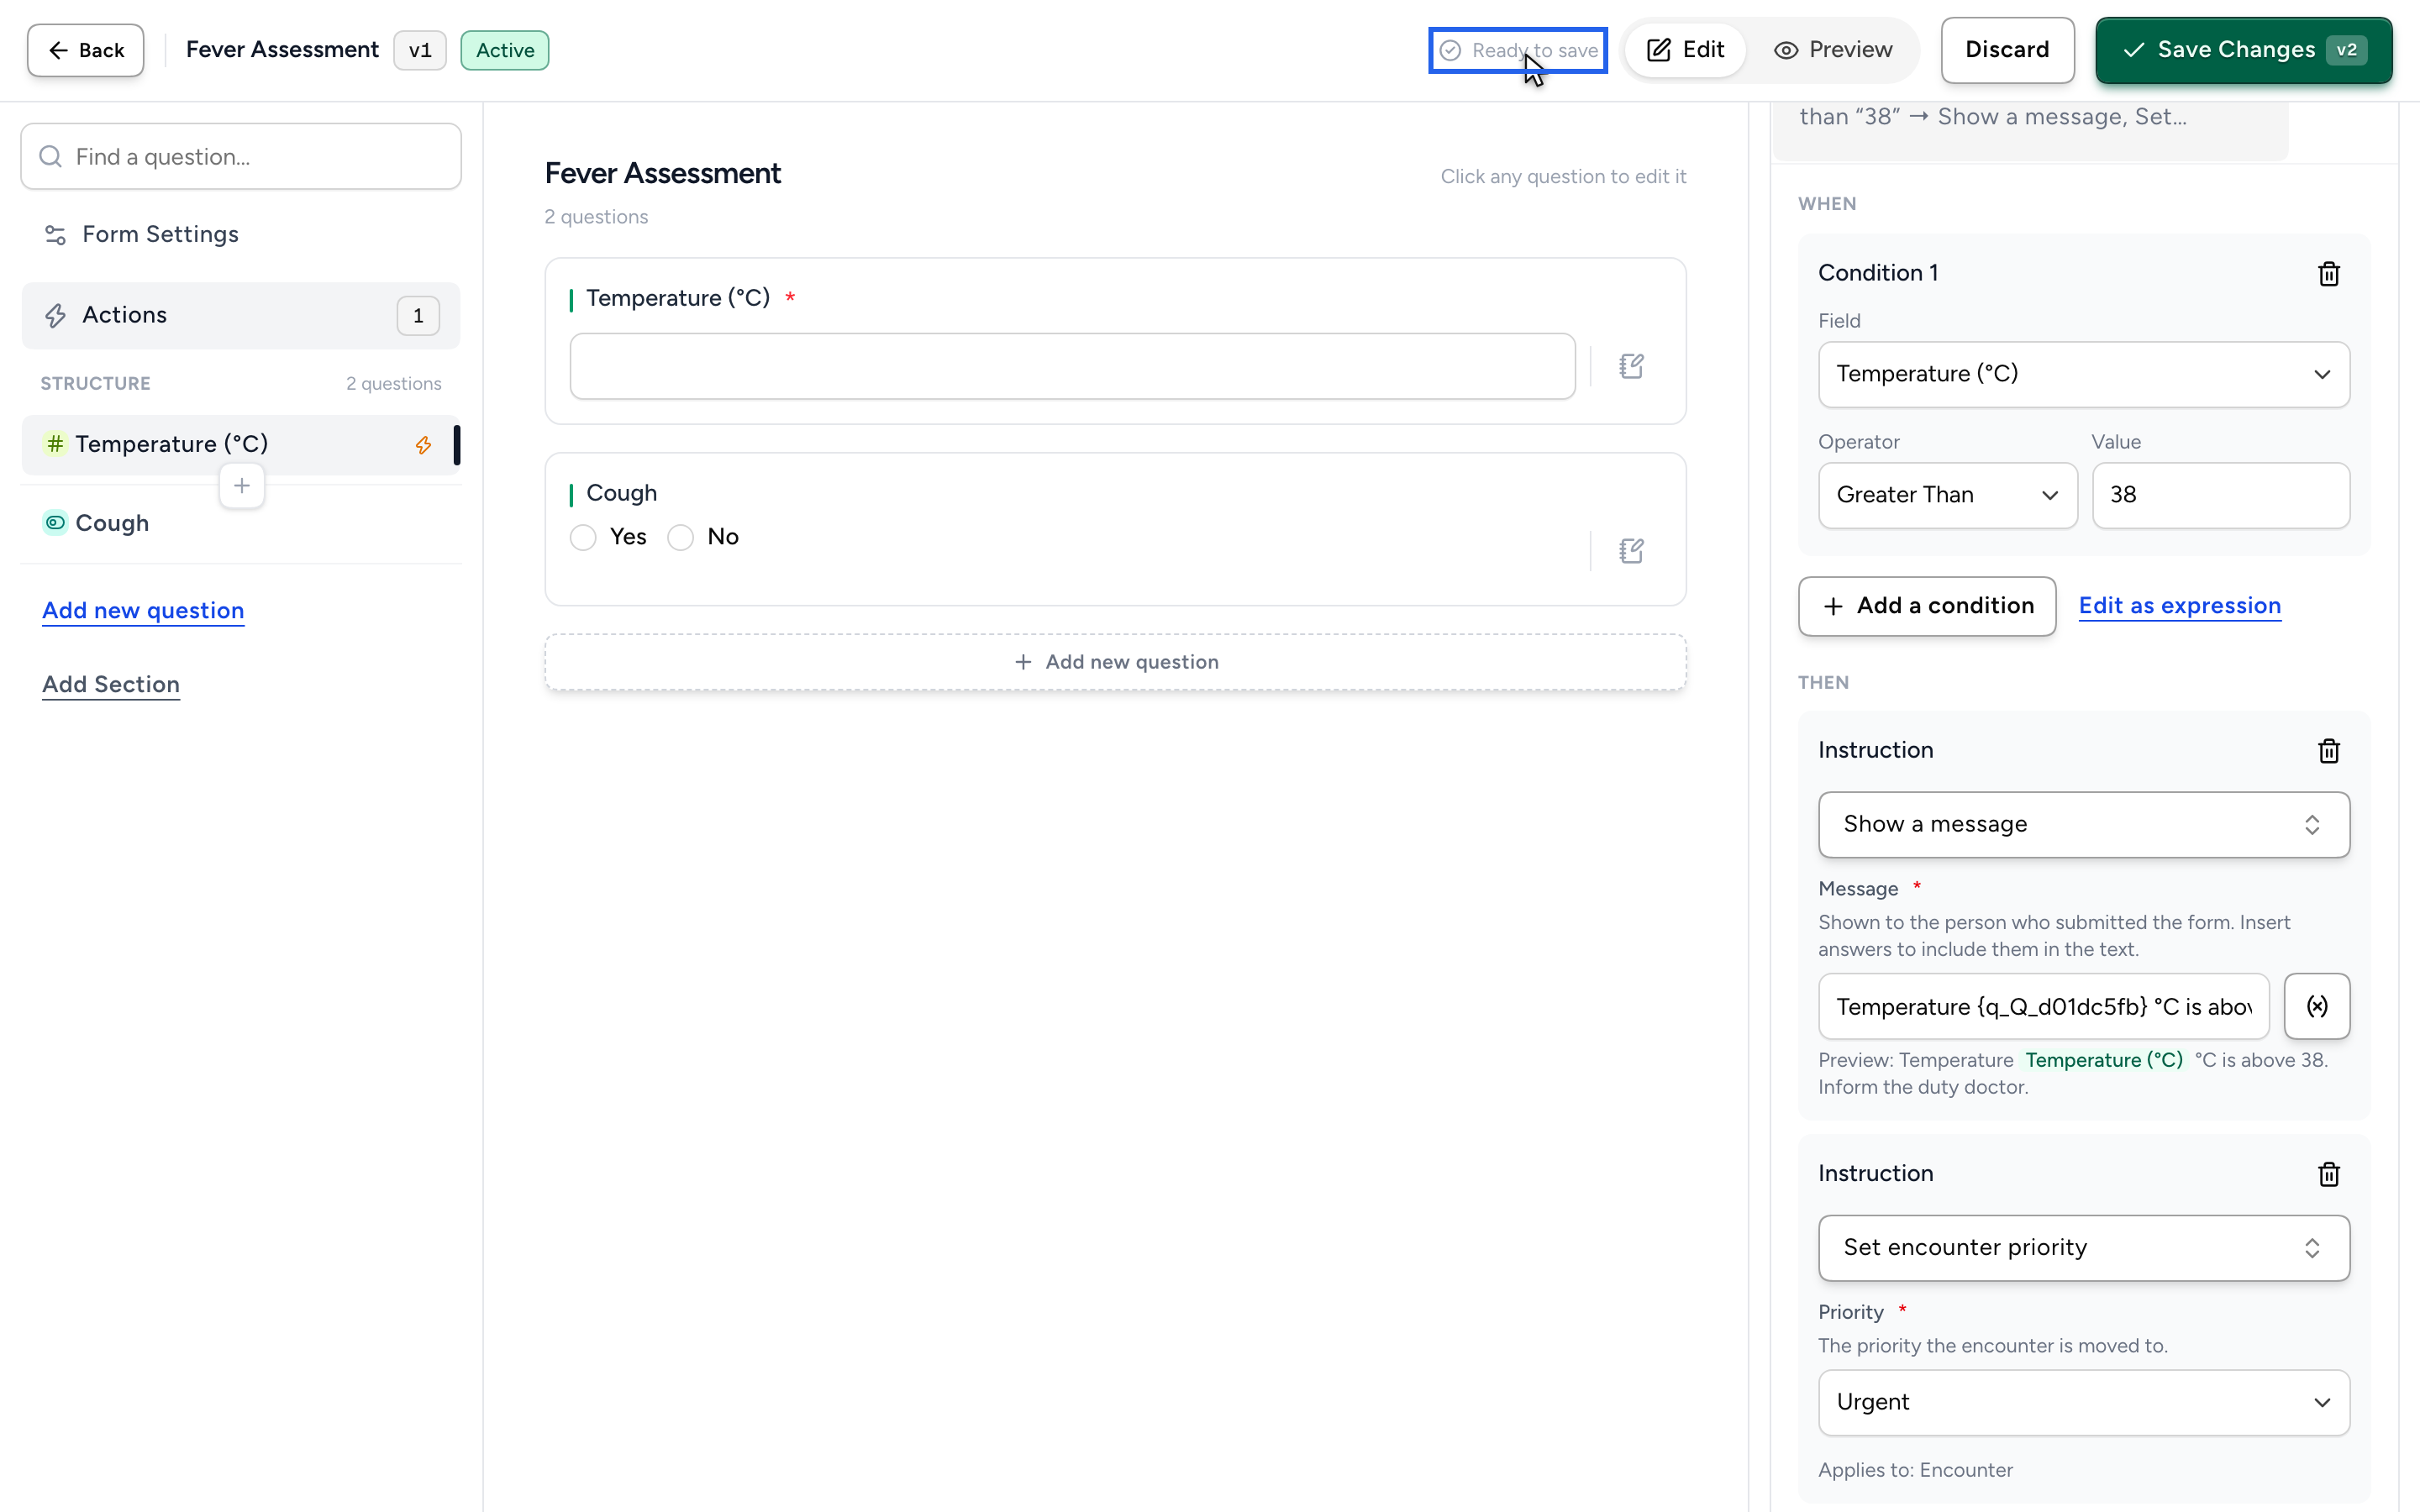 Back
Fever Assessment v1 Active
Ready to save
Edit
Preview
Discard
Save Changes v2
Find a question...
Form Settings
Actions 1
STRUCTURE 2 questions
# Temperature (°C)
+
Cough
Add new question
Add Section
Fever Assessment
Click any question to edit it
2 questions
Temperature (°C) *
Cough
Yes No
+ Add new question
than “38” → Show a message, Set...
WHEN
Condition 1
Field
Temperature (°C)
Operator Value
Greater Than 38
+ Add a condition Edit as expression
THEN
Instruction
Show a message
Message *
Shown to the person who submitted the form. Insert
answers to include them in the text.
Temperature {q_Q_d01dc5fb} °C is abov
(x)
Preview: Temperature Temperature (°C) °C is above 38.
Inform the duty doctor.
Instruction
Set encounter priority
Priority *
The priority the encounter is moved to.
Urgent
Applies to: Encounter